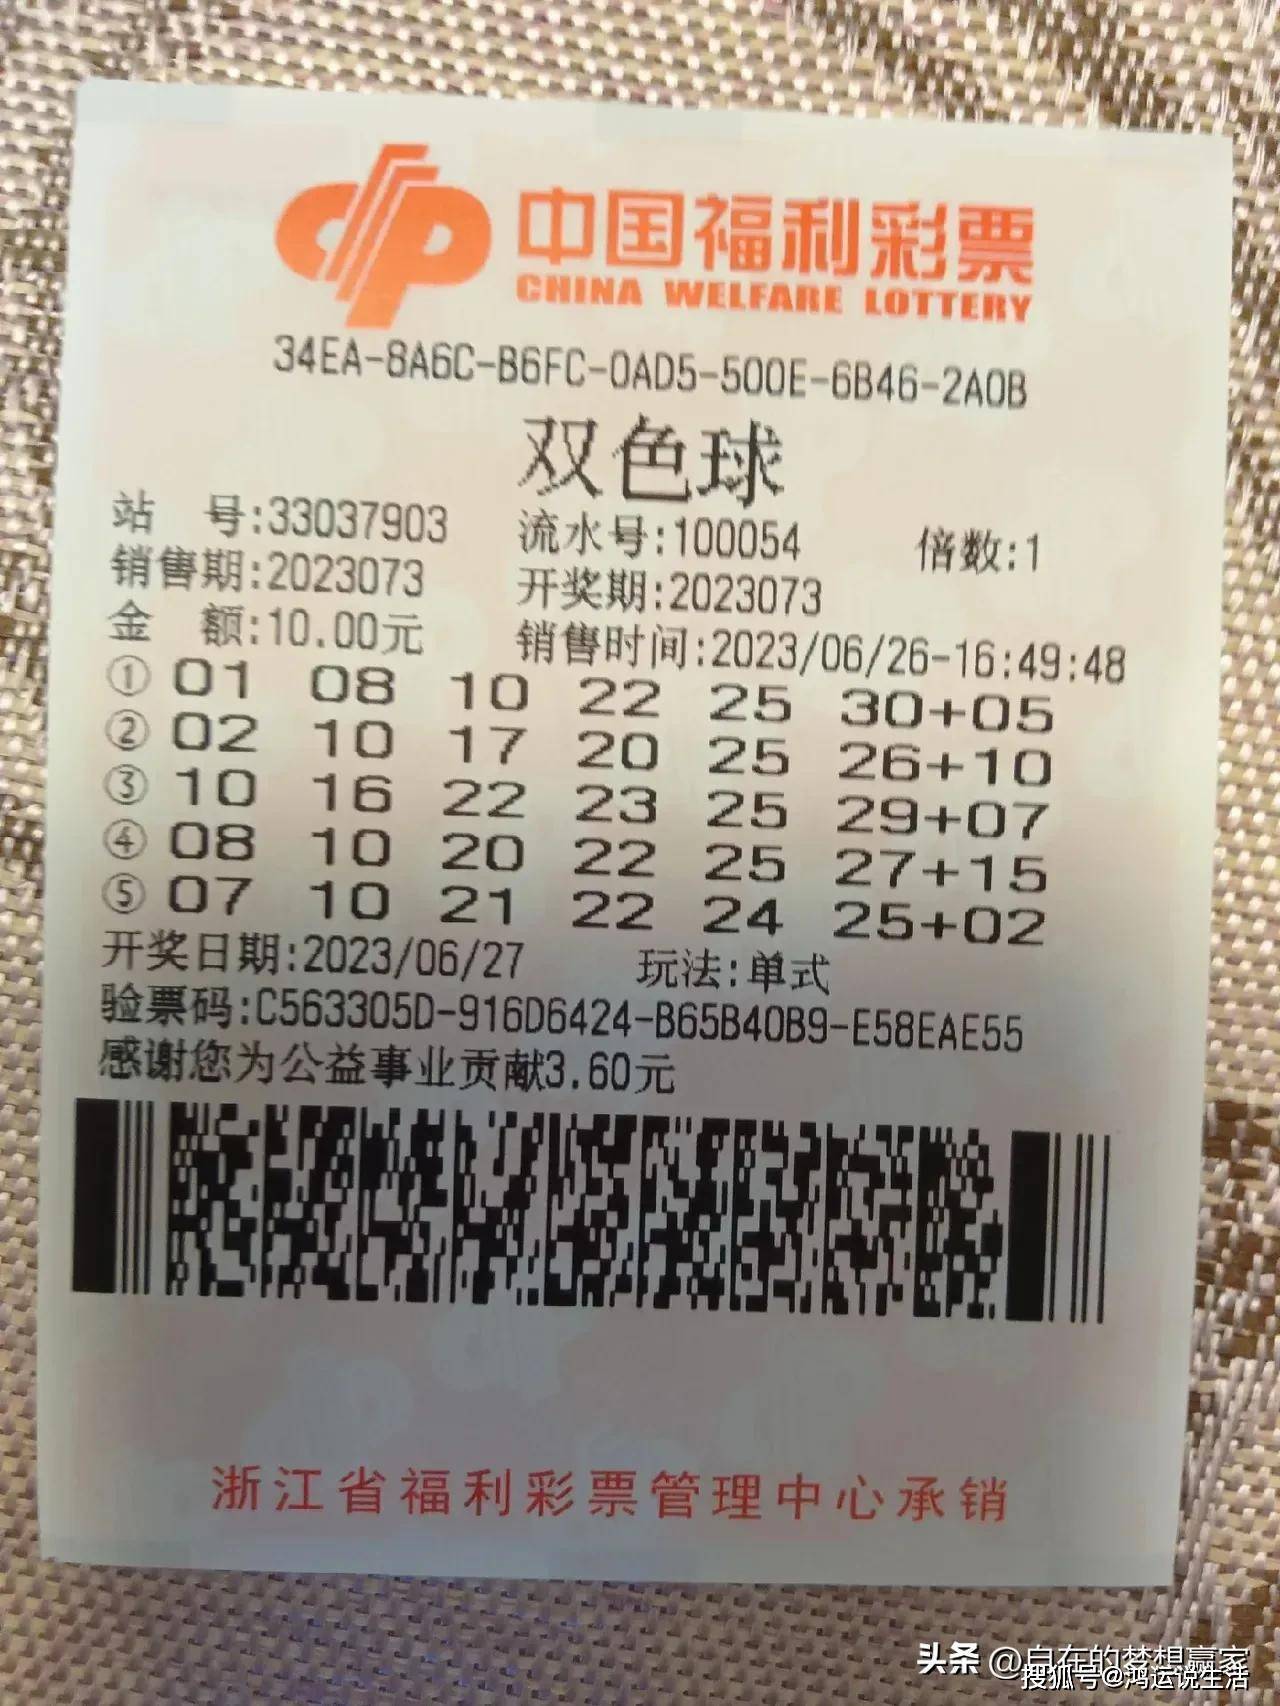 中国福利彩票
CHINA WELFARE LOTTERY
34EA-8A6C-B6FC-0AD5-500E-6B46-2A0B
双色球
站 号:33037903 流水号:100054 倍数:1
销售期:2023073 开奖期:2023073
金 额:10.00元 销售时间:2023/06/26-16:49:48
① 01 08 10 22 25 30+05
② 02 10 17 20 25 26+10
③ 10 16 22 23 25 29+07
④ 08 10 20 22 25 27+15
⑤ 07 10 21 22 24 25+02
开奖日期:2023/06/27 玩法:单式
验票码:C563305D-916D6424-B65B40B9-E58EAE55
感谢您为公益事业贡献3.60元
浙江省福利彩票管理中心承销
头条 @自在的梦想赢家
搜狐号@鸿运说生活